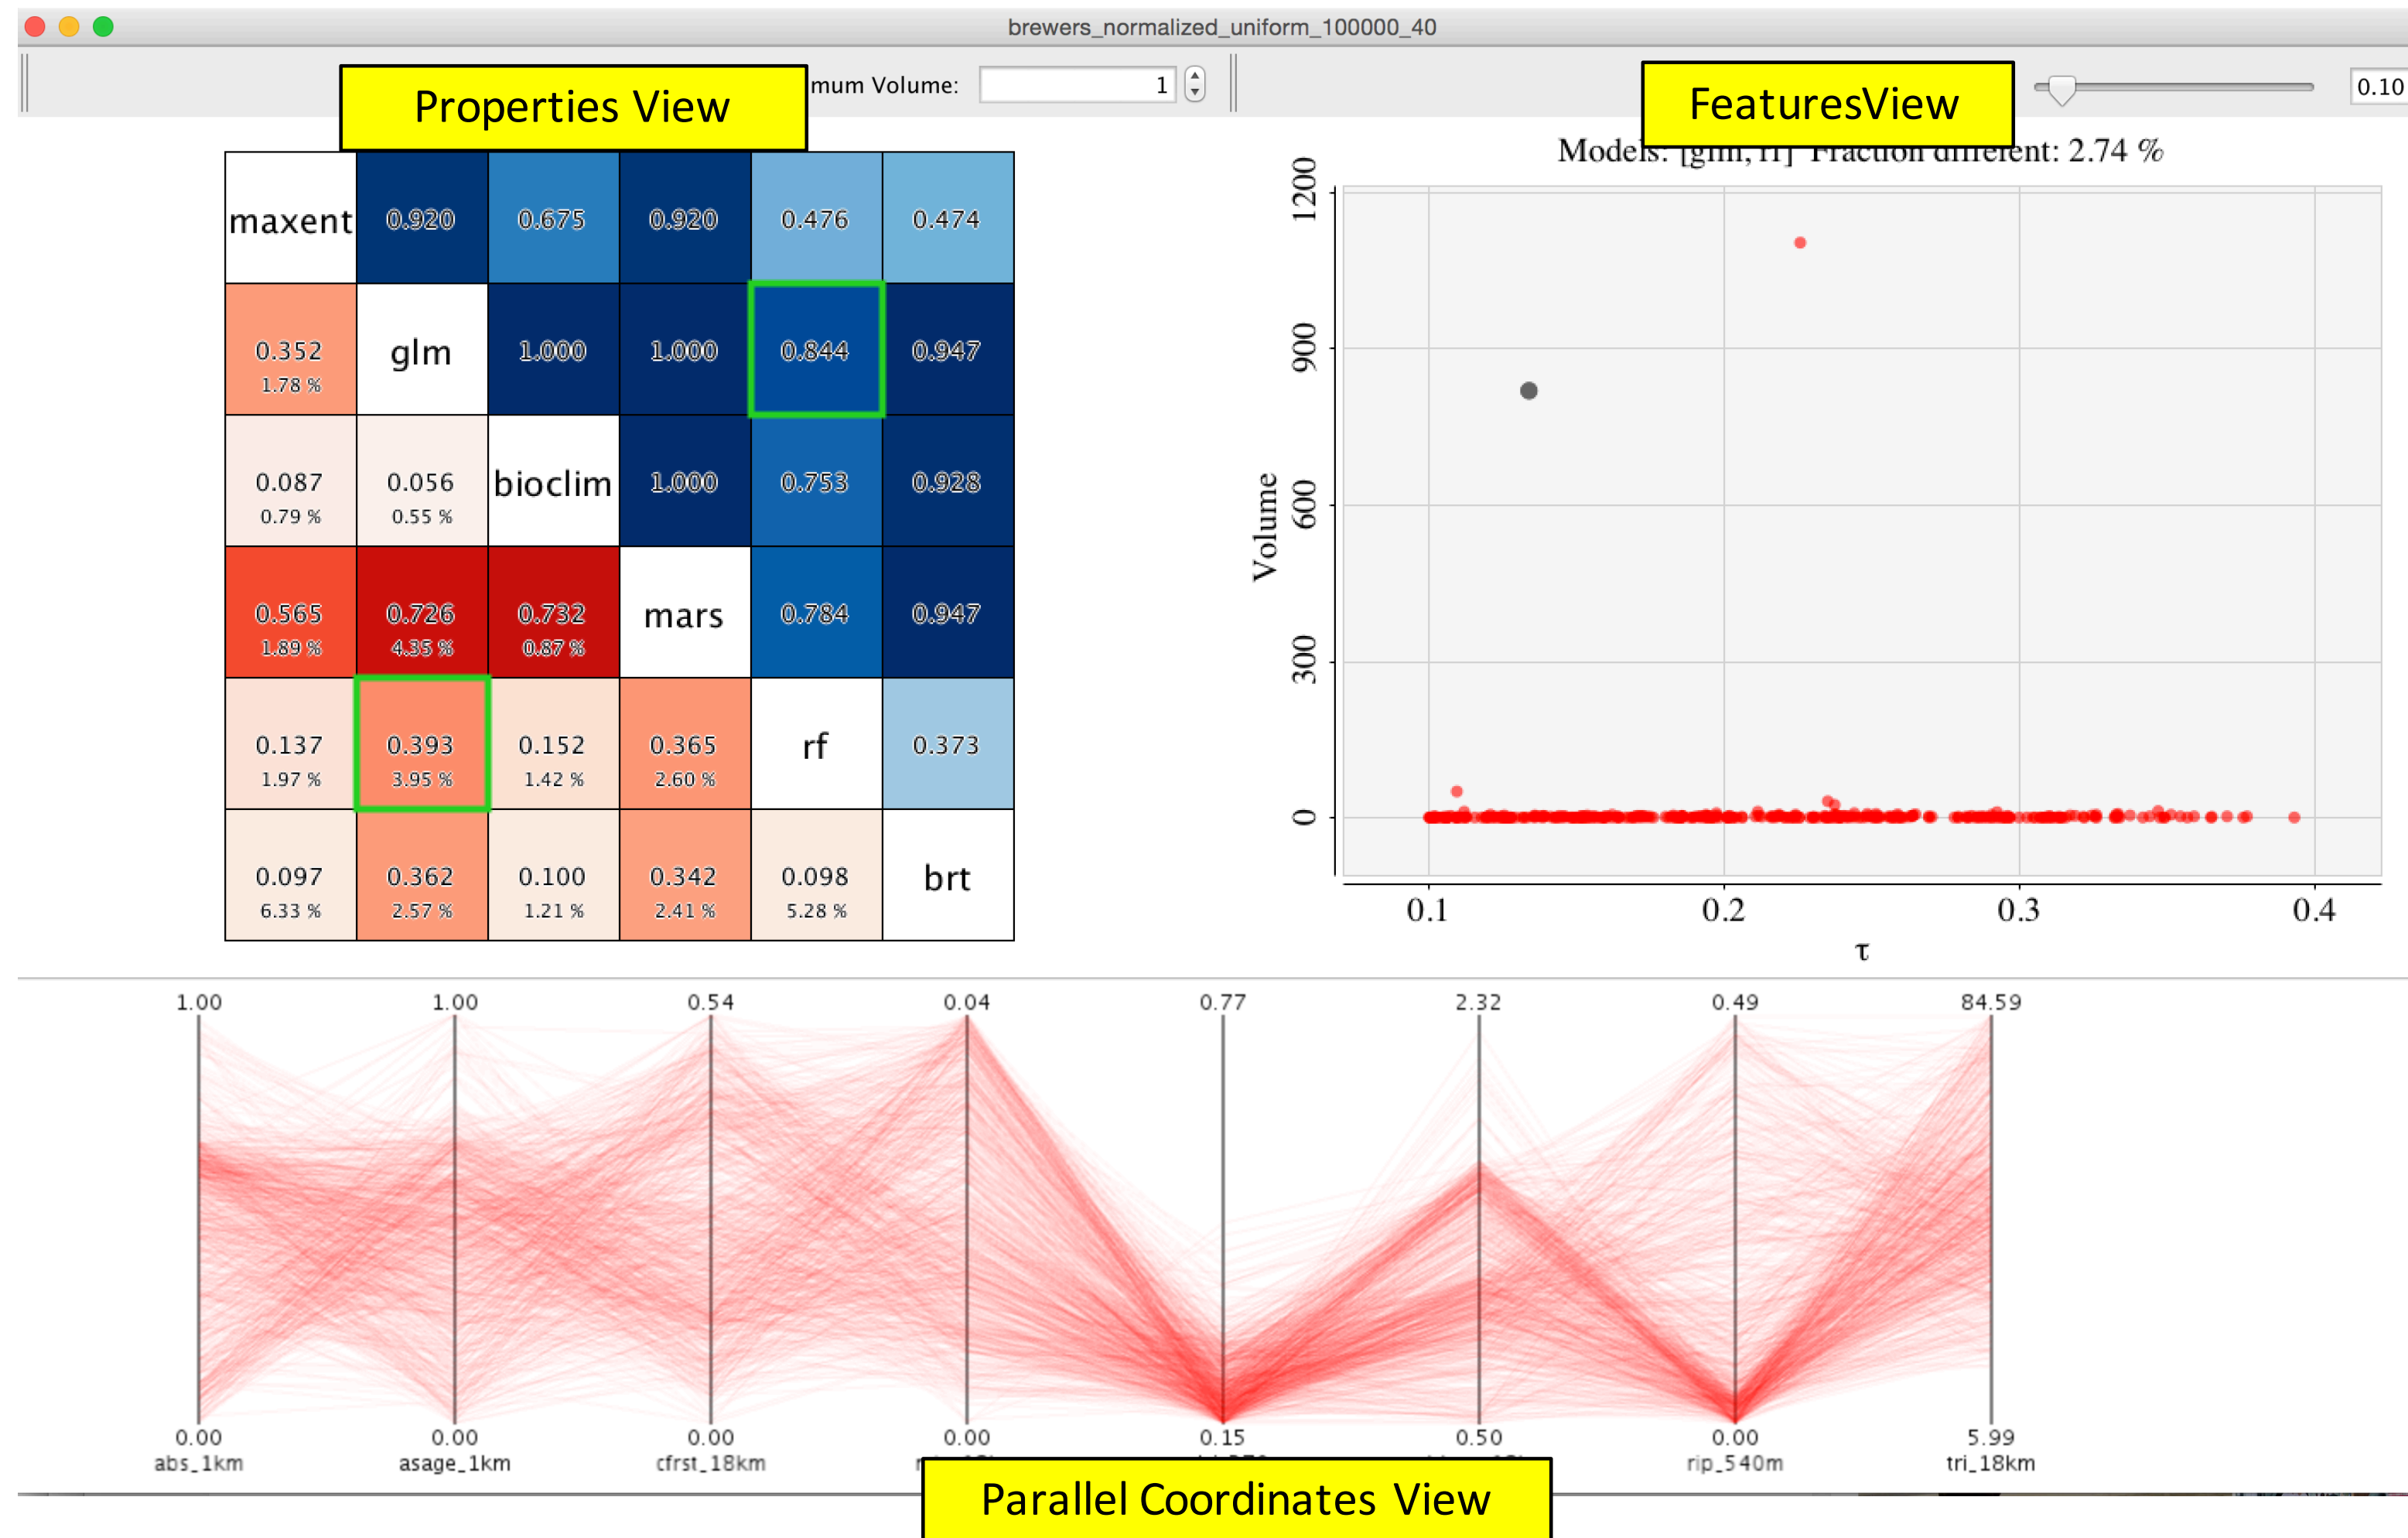 brewers_normalized_uniform_100000_40
Properties View
mum Volume:
1
FeaturesView
0.10
maxent 0.920 0.675 0.920 0.476 0.474
0.352 glm 1.000 1.000 0.844 0.947
1.78 %
0.087 0.056 bioclim 1.000 0.753 0.928
0.79 % 0.55 %
0.565 0.726 0.732 mars 0.784 0.947
1.89 % 4.35 % 0.87 %
0.137 0.393 0.152 0.365 rf 0.373
1.97 % 3.95 % 1.42 % 2.60 %
0.097 0.362 0.100 0.342 0.098 brt
6.33 % 2.57 % 1.21 % 2.41 % 5.28 %
Models: [glm, rf] Fraction different: 2.74 %
1200
900
600
300
0
Volume
0.1 0.2 0.3 0.4
τ
1.00 1.00 0.54 0.04 0.77 2.32 0.49 84.59
0.00 0.00 0.00 0.00 0.15 0.50 0.00 5.99
abs_1km asage_1km cfrst_18km rip_540m tri_18km
Parallel Coordinates View